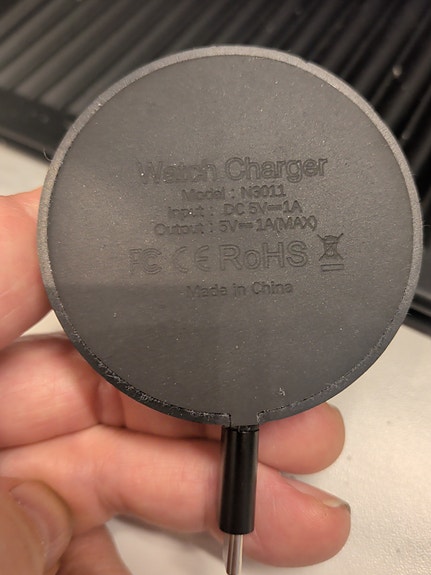 Watch Charger
Model : N3011
Input : DC 5V⎓1A
Output : 5V⎓1A(MAX)
FC CE RoHS
Made in China